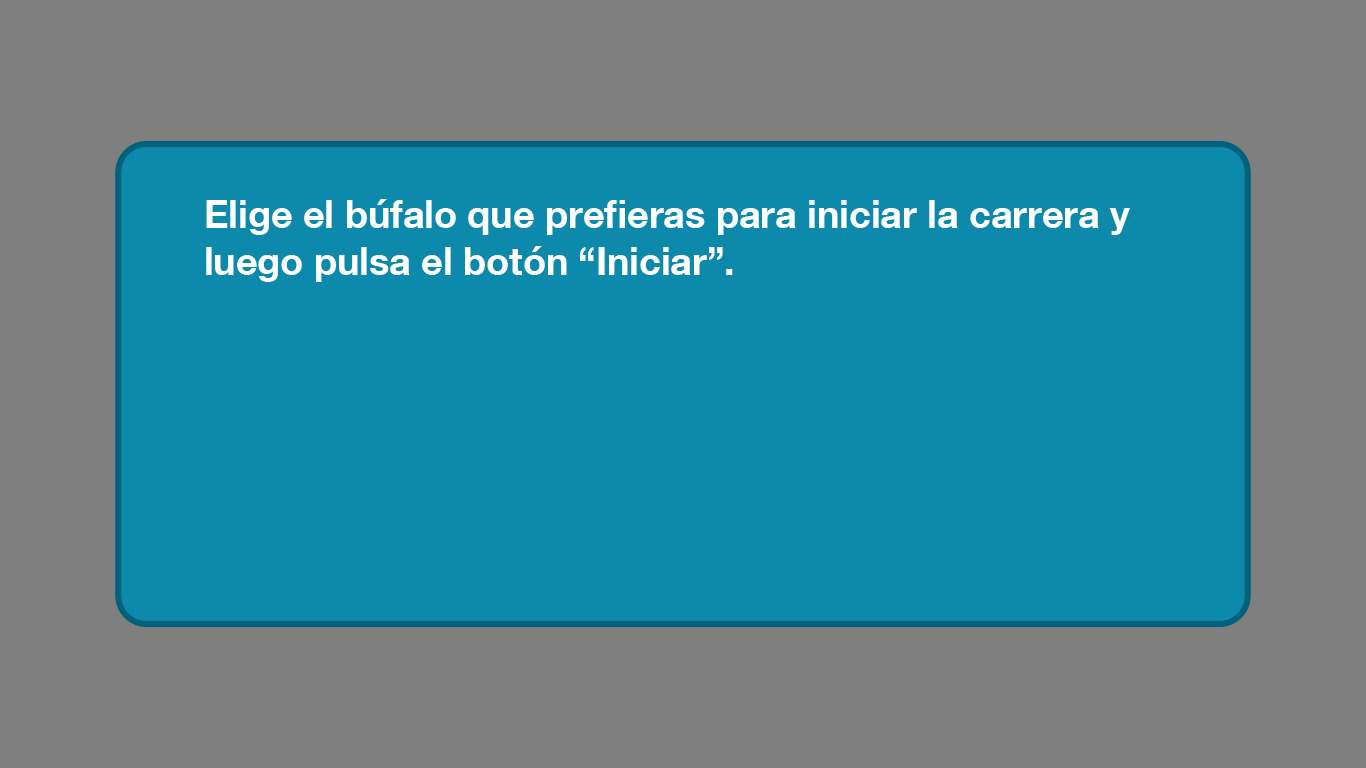 Elige el búfalo que prefieras para iniciar la carrera y
luego pulsa el botón “Iniciar”.